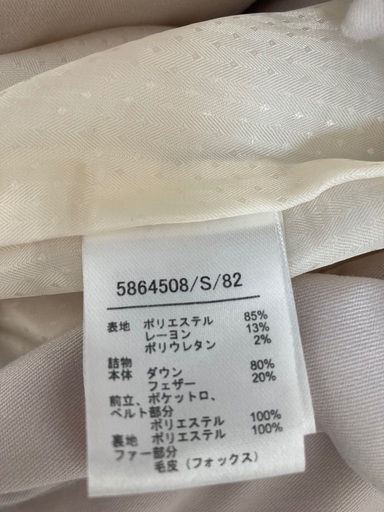 5864508/S/82
表地 ポリエステル 85%
レーヨン 13%
ポリウレタン 2%
詰物
本体 ダウン 80%
フェザー 20%
前立、ポケットロ、
ベルト部分
ポリエステル 100%
裏地 ポリエステル 100%
ファー部分
毛皮（フォックス）